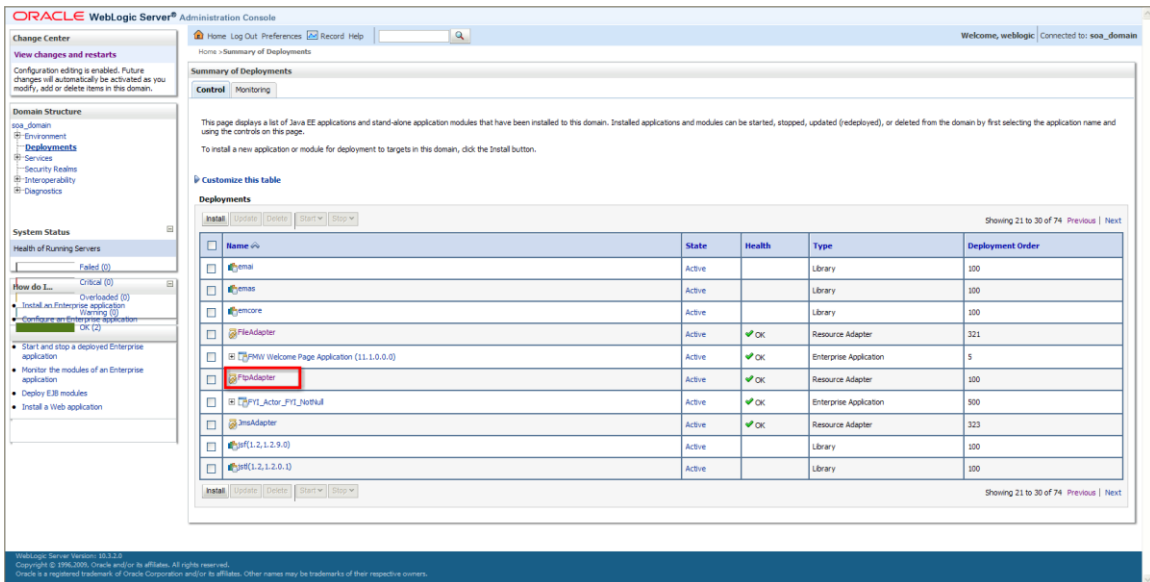 ORACLE WebLogic Server® Administration Console
Change Center
View changes and restarts
Configuration editing is enabled. Future
changes will automatically be activated as you
modify, add or delete items in this domain.
Domain Structure
soa_domain
Environment
Deployments
Services
Security Realms
Interoperability
Diagnostics
System Status
Health of Running Servers
Failed (0)
Critical (0)
Overloaded (0)
Warning (0)
OK (2)
How do I...
Install an Enterprise application
Configure an Enterprise application
Start and stop a deployed Enterprise
application
Monitor the modules of an Enterprise
application
Deploy EJB modules
Install a Web application
Home Log Out Preferences Record Help
Welcome, weblogic Connected to: soa_domain
Home >Summary of Deployments
Summary of Deployments
Control Monitoring
This page displays a list of Java EE applications and stand-alone application modules that have been installed to this domain. Installed applications and modules can be started, stopped, updated (redeployed), or deleted from the domain by first selecting the application name and
using the controls on this page.
To install a new application or module for deployment to targets in this domain, click the Install button.
Customize this table
Deployments
Install Update Delete Start Stop
Showing 21 to 30 of 74 Previous | Next
Name State Health Type Deployment Order
emai Active Library 100
emas Active Library 100
emcore Active Library 100
FileAdapter Active OK Resource Adapter 321
FMW Welcome Page Application (11.1.0.0.0) Active OK Enterprise Application 5
FtpAdapter Active OK Resource Adapter 100
FYI_Actor_FYI_NotNull Active OK Enterprise Application 500
JmsAdapter Active OK Resource Adapter 323
jsf(1.2,1.2.9.0) Active Library 100
jstl(1.2,1.2.0.1) Active Library 100
Install Update Delete Start Stop
Showing 21 to 30 of 74 Previous | Next
WebLogic Server Version: 10.3.2.0
Copyright © 1996,2009, Oracle and/or its affiliates. All rights reserved.
Oracle is a registered trademark of Oracle Corporation and/or its affiliates. Other names may be trademarks of their respective owners.